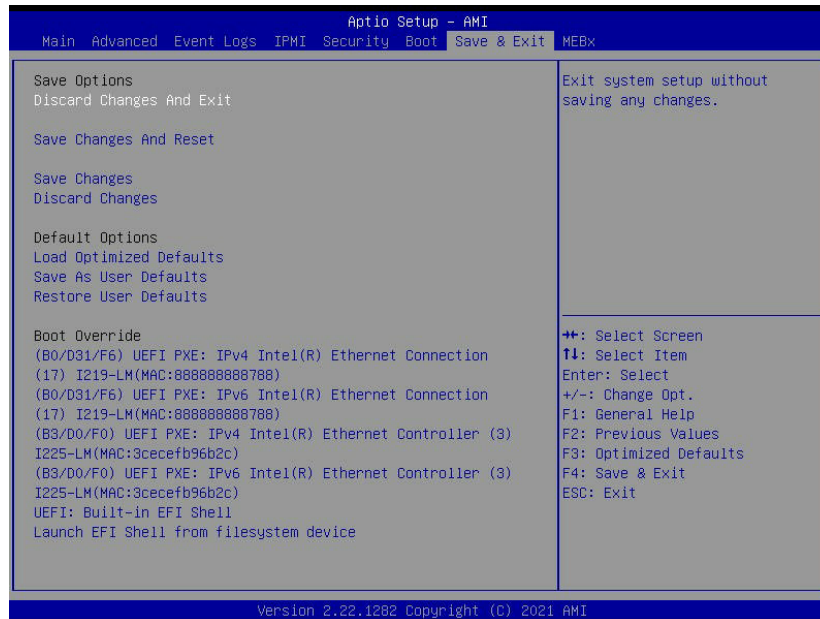 Aptio Setup – AMI
Main Advanced Event Logs IPMI Security Boot Save & Exit MEBx
Save Options
Discard Changes And Exit
Save Changes And Reset
Save Changes
Discard Changes
Default Options
Load Optimized Defaults
Save As User Defaults
Restore User Defaults
Boot Override
(B0/D31/F6) UEFI PXE: IPv4 Intel(R) Ethernet Connection
(17) I219-LM(MAC:888888888788)
(B0/D31/F6) UEFI PXE: IPv6 Intel(R) Ethernet Connection
(17) I219-LM(MAC:888888888788)
(B3/D0/F0) UEFI PXE: IPv4 Intel(R) Ethernet Controller (3)
I225-LM(MAC:3cecefb96b2c)
(B3/D0/F0) UEFI PXE: IPv6 Intel(R) Ethernet Controller (3)
I225-LM(MAC:3cecefb96b2c)
UEFI: Built-in EFI Shell
Launch EFI Shell from filesystem device
Exit system setup without
saving any changes.
→←: Select Screen
↑↓: Select Item
Enter: Select
+/-: Change Opt.
F1: General Help
F2: Previous Values
F3: Optimized Defaults
F4: Save & Exit
ESC: Exit
Version 2.22.1282 Copyright (C) 2021 AMI